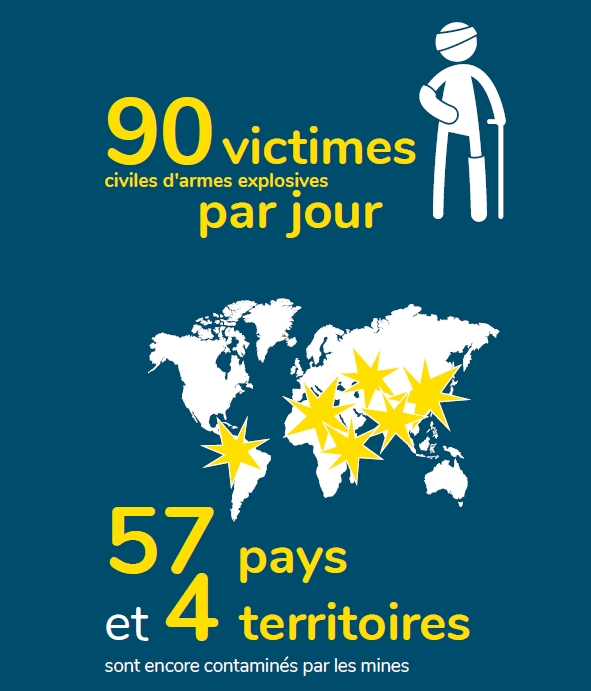 90 victimes
civiles d'armes explosives
par jour
57 pays
et 4 territoires
sont encore contaminés par les mines